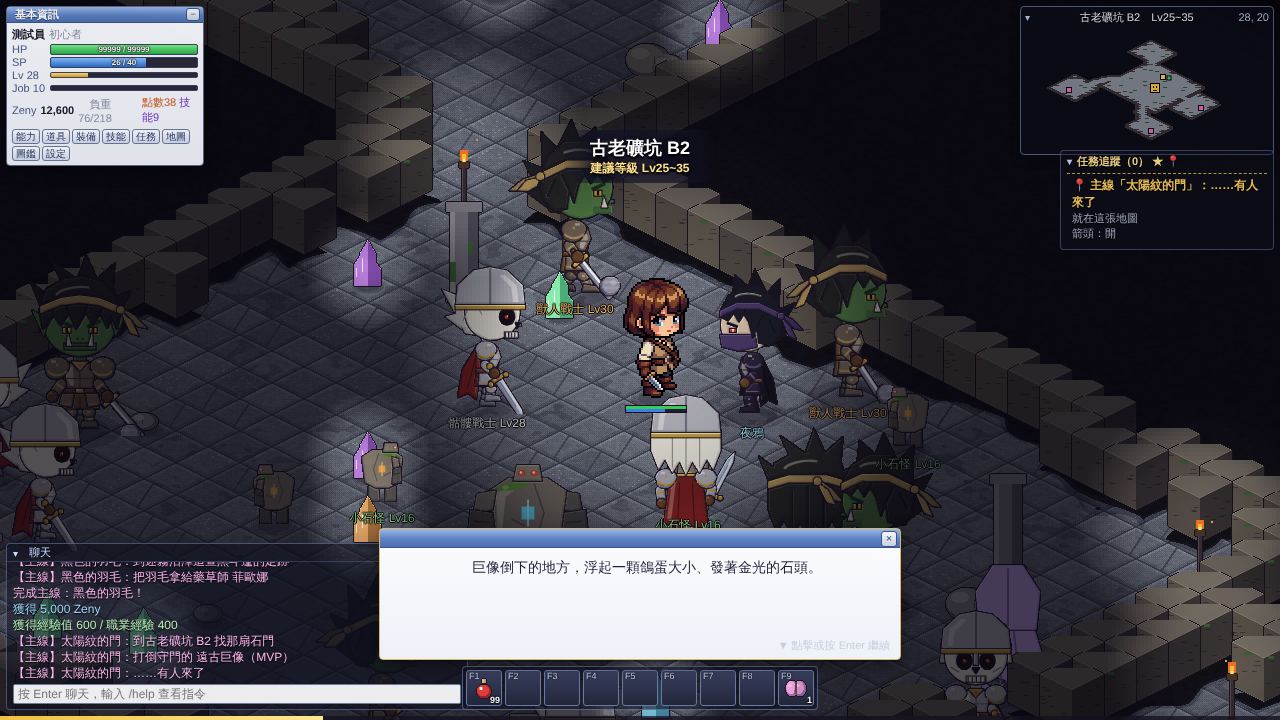 基本資訊
測試員 初心者
HP 99999 / 99999
SP 26 / 40
Lv 28
Job 10
Zeny 12,600 負重 76/218 點數38 技能9
能力 道具 裝備 技能 任務 地圖
圖鑑 設定
古老礦坑 B2
建議等級 Lv25~35
古老礦坑 B2 Lv25~35 28, 20
任務追蹤（0） ★
主線「太陽紋的門」：……有人來了
就在這張地圖
箭頭：開
獸人戰士 Lv30
骷髏戰士 Lv28
夜鴉
獸人戰士 Lv30
小石怪 Lv16
小石怪 Lv16
小石怪 Lv16
巨像倒下的地方，浮起一顆鴿蛋大小、發著金光的石頭。
▼ 點擊或按 Enter 繼續
聊天
【主線】黑色的羽毛：把羽毛拿給藥草師 菲歐娜
完成主線：黑色的羽毛！
獲得 5,000 Zeny
獲得經驗值 600 / 職業經驗 400
【主線】太陽紋的門：到古老礦坑 B2 找那扇石門
【主線】太陽紋的門：打倒守門的 遠古巨像（MVP）
【主線】太陽紋的門：……有人來了
按 Enter 聊天，輸入 /help 查看指令
F1 99 F2 F3 F4 F5 F6 F7 F8 F9 1